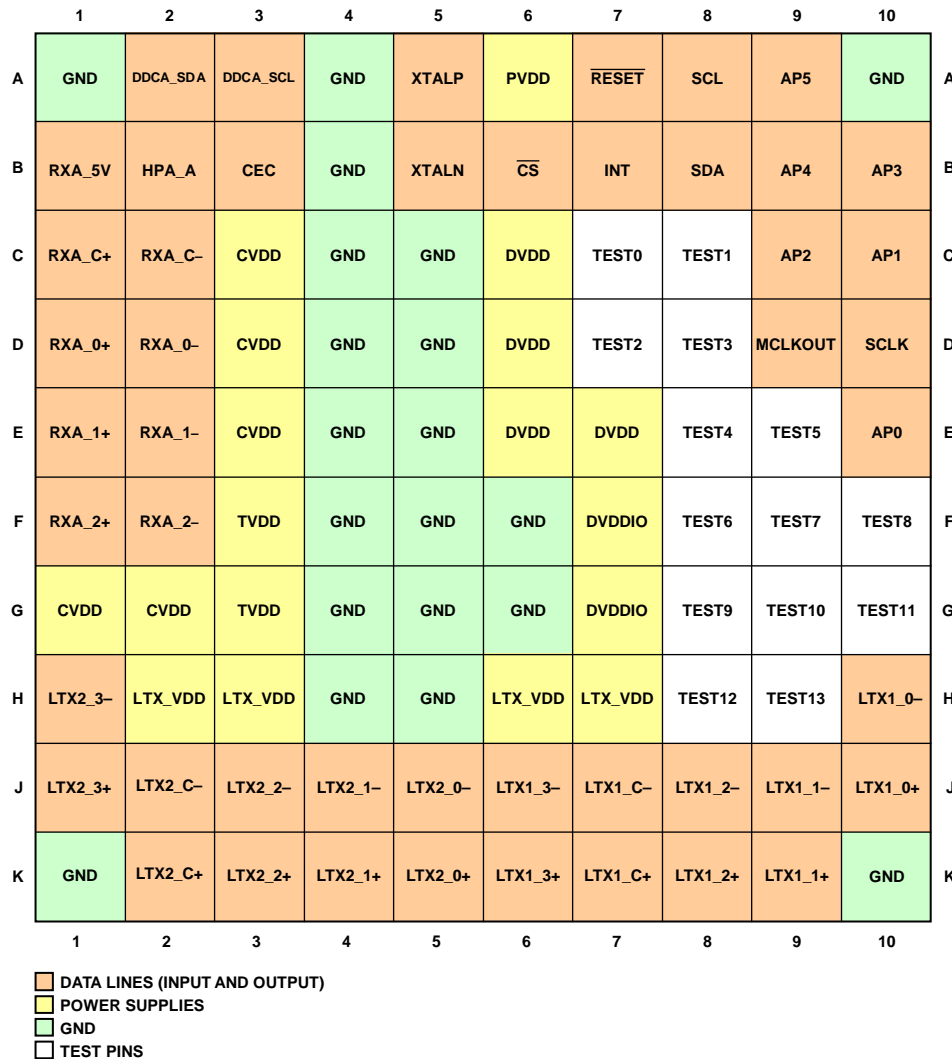 1 2 3 4 5 6 7 8 9 10
A GND DDCA_SDA DDCA_SCL GND XTALP PVDD RESET SCL AP5 GND A
B RXA_5V HPA_A CEC GND XTALN CS INT SDA AP4 AP3 B
C RXA_C+ RXA_C– CVDD GND GND DVDD TEST0 TEST1 AP2 AP1 C
D RXA_0+ RXA_0– CVDD GND GND DVDD TEST2 TEST3 MCLKOUT SCLK D
E RXA_1+ RXA_1– CVDD GND GND DVDD DVDD TEST4 TEST5 AP0 E
F RXA_2+ RXA_2– TVDD GND GND GND DVDDIO TEST6 TEST7 TEST8 F
G CVDD CVDD TVDD GND GND GND DVDDIO TEST9 TEST10 TEST11 G
H LTX2_3– LTX_VDD LTX_VDD GND GND LTX_VDD LTX_VDD TEST12 TEST13 LTX1_0– H
J LTX2_3+ LTX2_C– LTX2_2– LTX2_1– LTX2_0– LTX1_3– LTX1_C– LTX1_2– LTX1_1– LTX1_0+ J
K GND LTX2_C+ LTX2_2+ LTX2_1+ LTX2_0+ LTX1_3+ LTX1_C+ LTX1_2+ LTX1_1+ GND K
1 2 3 4 5 6 7 8 9 10
DATA LINES (INPUT AND OUTPUT)
POWER SUPPLIES
GND
TEST PINS